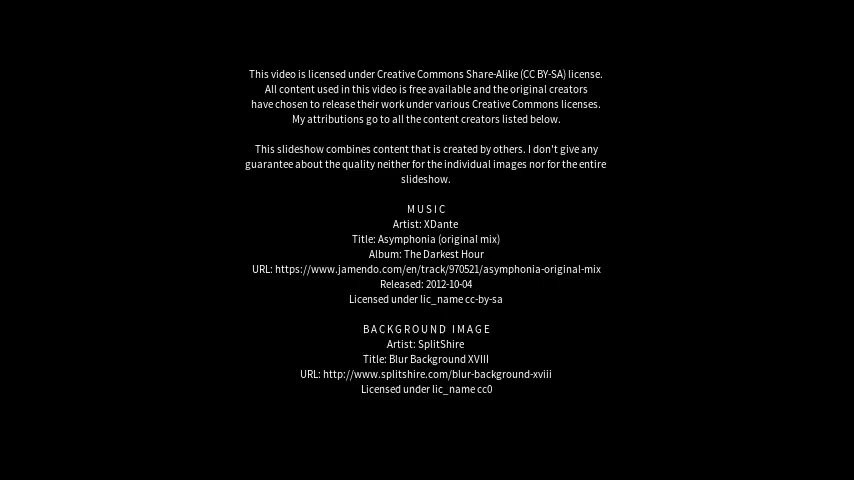 This video is licensed under Creative Commons Share-Alike (CC BY-SA) license.
All content used in this video is free available and the original creators
have chosen to release their work under various Creative Commons licenses.
My attributions go to all the content creators listed below.
This slideshow combines content that is created by others. I don't give any
guarantee about the quality neither for the individual images nor for the entire
slideshow.
MUSIC
Artist: XDante
Title: Asymphonia (original mix)
Album: The Darkest Hour
URL: https://www.jamendo.com/en/track/970521/asymphonia-original-mix
Released: 2012-10-04
Licensed under lic_name cc-by-sa
BACKGROUND IMAGE
Artist: SplitShire
Title: Blur Background XVIII
URL: http://www.splitshire.com/blur-background-xviii
Licensed under lic_name cc0